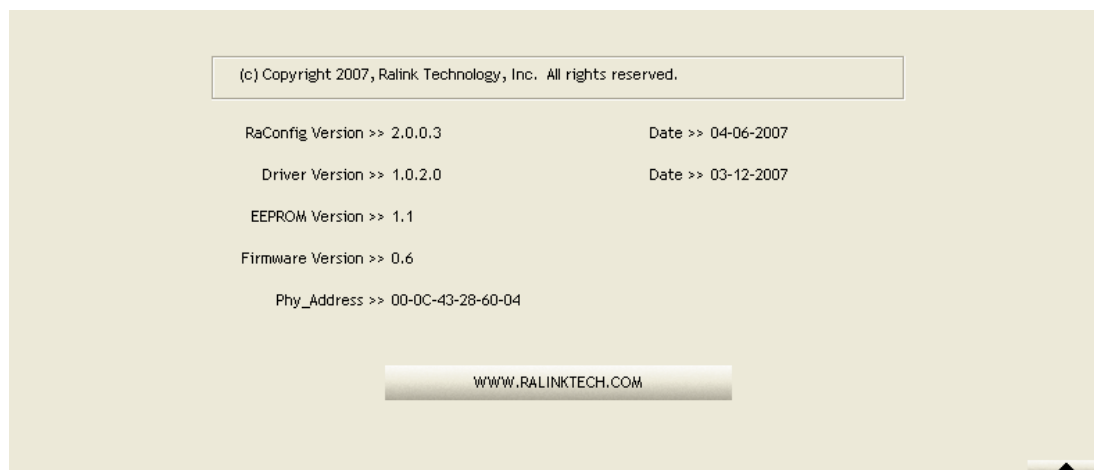 (c) Copyright 2007, Ralink Technology, Inc.  All rights reserved.
RaConfig Version >> 2.0.0.3 Date >> 04-06-2007
Driver Version >> 1.0.2.0 Date >> 03-12-2007
EEPROM Version >> 1.1
Firmware Version >> 0.6
Phy_Address >> 00-0C-43-28-60-04
WWW.RALINKTECH.COM